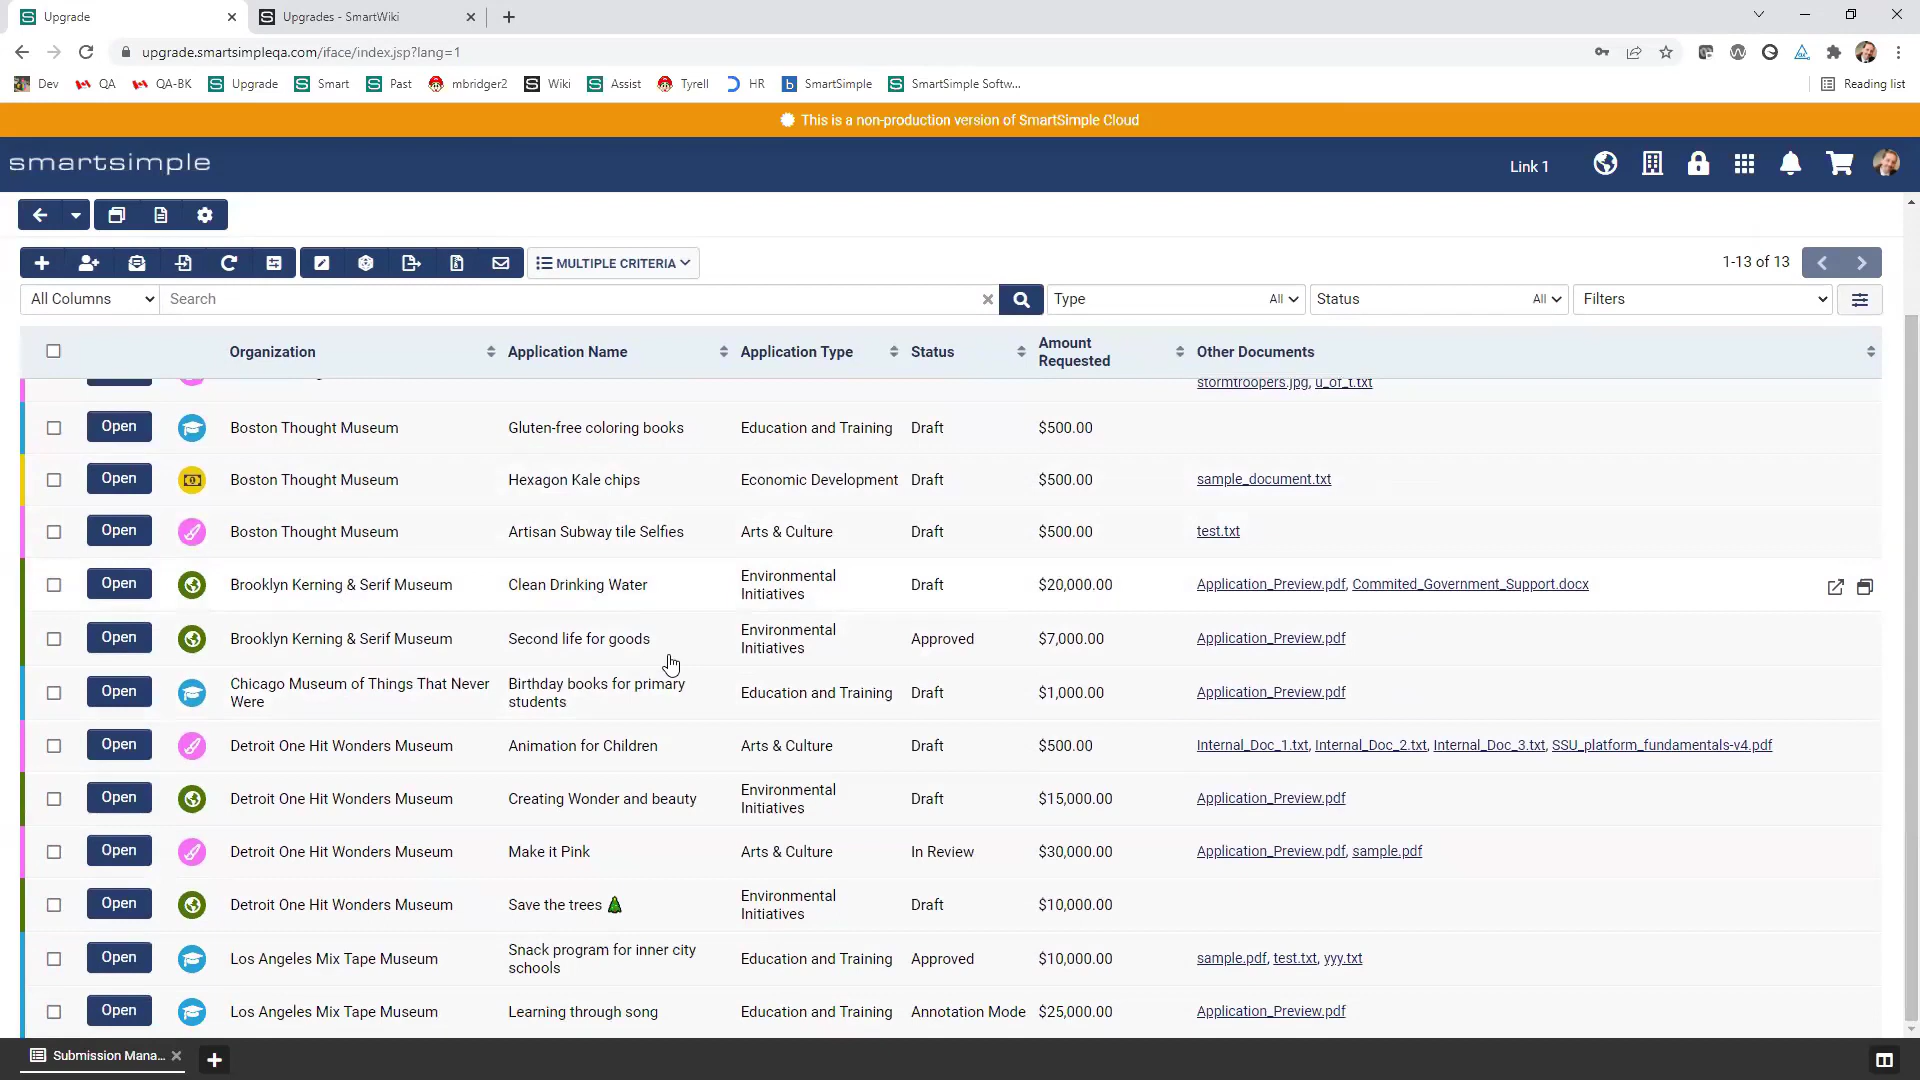 Upgrade
Upgrades - SmartWiki
upgrade.smartsimpleqa.com/iface/index.jsp?lang=1
Dev QA QA-BK Upgrade Smart Past mbridger2 Wiki Assist Tyrell HR SmartSimple SmartSimple Softw... Reading list
This is a non-production version of SmartSimple Cloud
smartsimple
Link 1
MULTIPLE CRITERIA
1-13 of 13
All Columns Search Type All Status All Filters
Organization Application Name Application Type Status Amount Requested Other Documents
stormtroopers.jpg, u_of_t.txt
Open Boston Thought Museum Gluten-free coloring books Education and Training Draft $500.00
Open Boston Thought Museum Hexagon Kale chips Economic Development Draft $500.00 sample_document.txt
Open Boston Thought Museum Artisan Subway tile Selfies Arts & Culture Draft $500.00 test.txt
Open Brooklyn Kerning & Serif Museum Clean Drinking Water Environmental Initiatives Draft $20,000.00 Application_Preview.pdf, Commited_Government_Support.docx
Open Brooklyn Kerning & Serif Museum Second life for goods Environmental Initiatives Approved $7,000.00 Application_Preview.pdf
Open Chicago Museum of Things That Never Were Birthday books for primary students Education and Training Draft $1,000.00 Application_Preview.pdf
Open Detroit One Hit Wonders Museum Animation for Children Arts & Culture Draft $500.00 Internal_Doc_1.txt, Internal_Doc_2.txt, Internal_Doc_3.txt, SSU_platform_fundamentals-v4.pdf
Open Detroit One Hit Wonders Museum Creating Wonder and beauty Environmental Initiatives Draft $15,000.00 Application_Preview.pdf
Open Detroit One Hit Wonders Museum Make it Pink Arts & Culture In Review $30,000.00 Application_Preview.pdf, sample.pdf
Open Detroit One Hit Wonders Museum Save the trees 🌲 Environmental Initiatives Draft $10,000.00
Open Los Angeles Mix Tape Museum Snack program for inner city schools Education and Training Approved $10,000.00 sample.pdf, test.txt, yyy.txt
Open Los Angeles Mix Tape Museum Learning through song Education and Training Annotation Mode $25,000.00 Application_Preview.pdf
Submission Mana...